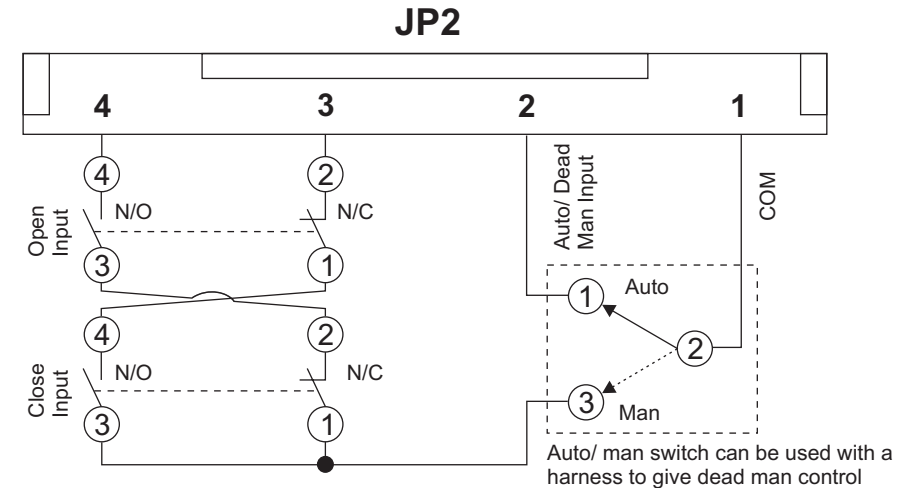 JP2
4 3 2 1
4 2
N/O N/C
Open
Input
3 1
4 2
N/O N/C
Close
Input
3 1
Auto/ Dead
Man Input
COM
1 Auto
2
3 Man
Auto/ man switch can be used with a
harness to give dead man control